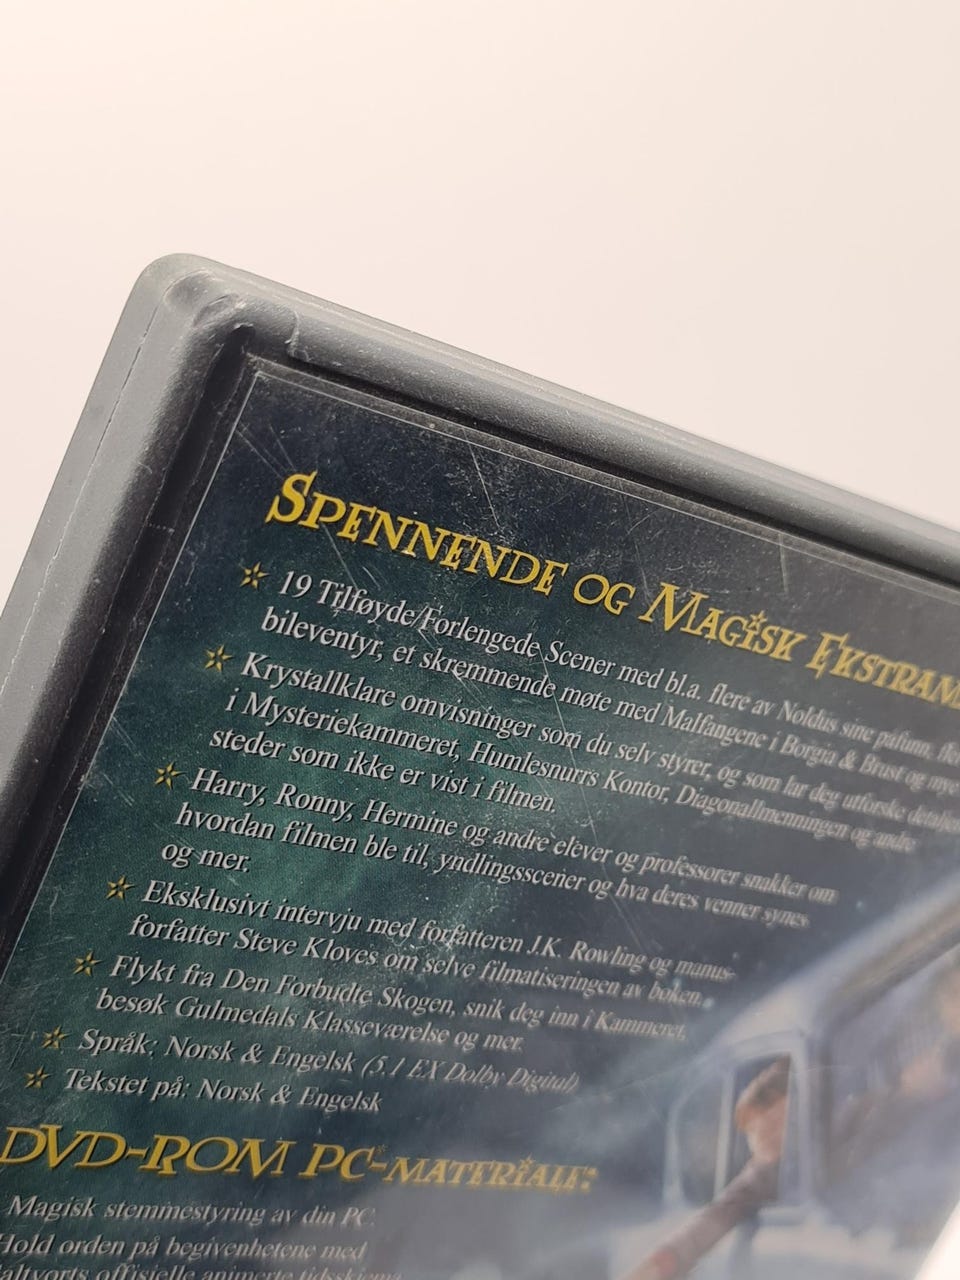 SPENNENDE OG MAGISK
19 Tilføyde/Forlengede Scener med bl.a. flere av Noldus sine påfunn, 
bileventyr, et skremmende møte med Malfangene i Borgia & Brust og mye
Krystallklare omvisninger som du selv styrer, og som lar deg utforske
i Mysteriekammeret, Humlesnurrs Kontor, Diagonallmenningen og andre
steder som ikke er vist i filmen.
Harry, Ronny, Hermine og andre elever og professorer snakker om
hvordan filmen ble til, yndlingsscener og hva deres venner synes
og mer.
Eksklusivt intervju med forfatteren J.K. Rowling og manus-
forfatter Steve Kloves om selve filmatiseringen av boken.
Flykt fra Den Forbudte Skogen, snik deg inn i Kammeret,
besøk Gulmedals Klasseværelse og mer.
Språk: Norsk & Engelsk (5.1 EX Dolby Digital)
Tekstet på: Norsk & Engelsk
DVD-ROM PC-MATERIALE:
Magisk stemmestyring av din PC.
Hold orden på begivenhetene med
offisielle animerte